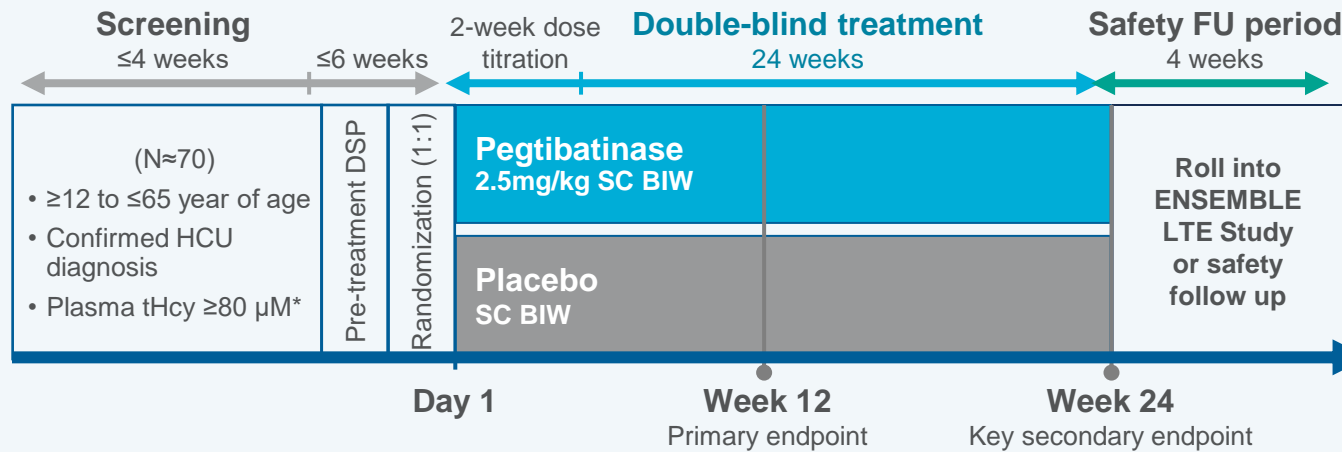 Screening
≤4 weeks
≤6 weeks
2-week dose
titration
Double-blind treatment
24 weeks
Safety FU period
4 weeks
(N≈70)
• ≥12 to ≤65 year of age
• Confirmed HCU
diagnosis
• Plasma tHcy ≥80 µM*
Pre-treatment DSP
Randomization (1:1)
Pegtibatinase
2.5mg/kg SC BIW
Placebo
SC BIW
Roll into
ENSEMBLE
LTE Study
or safety
follow up
Day 1
Week 12
Primary endpoint
Week 24
Key secondary endpoint